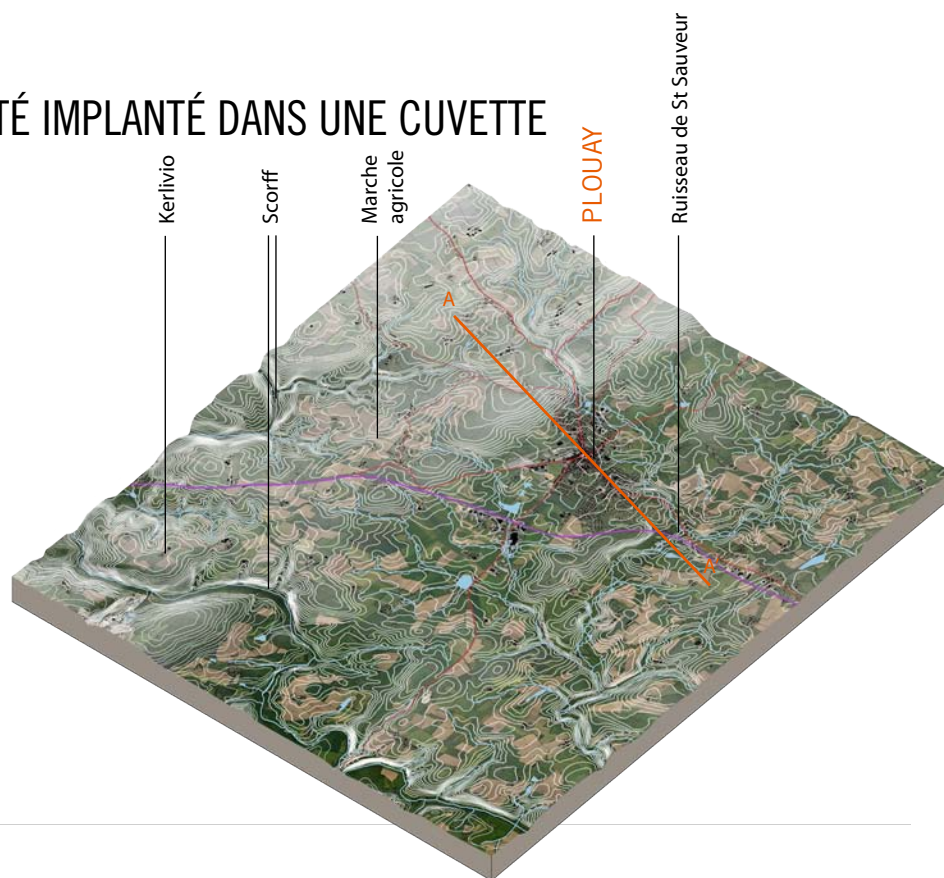 TÉ IMPLANTÉ DANS UNE CUVETTE
Kerlivio
Scorff
Marche
agricole
PLOUAY
Ruisseau de St Sauveur
A